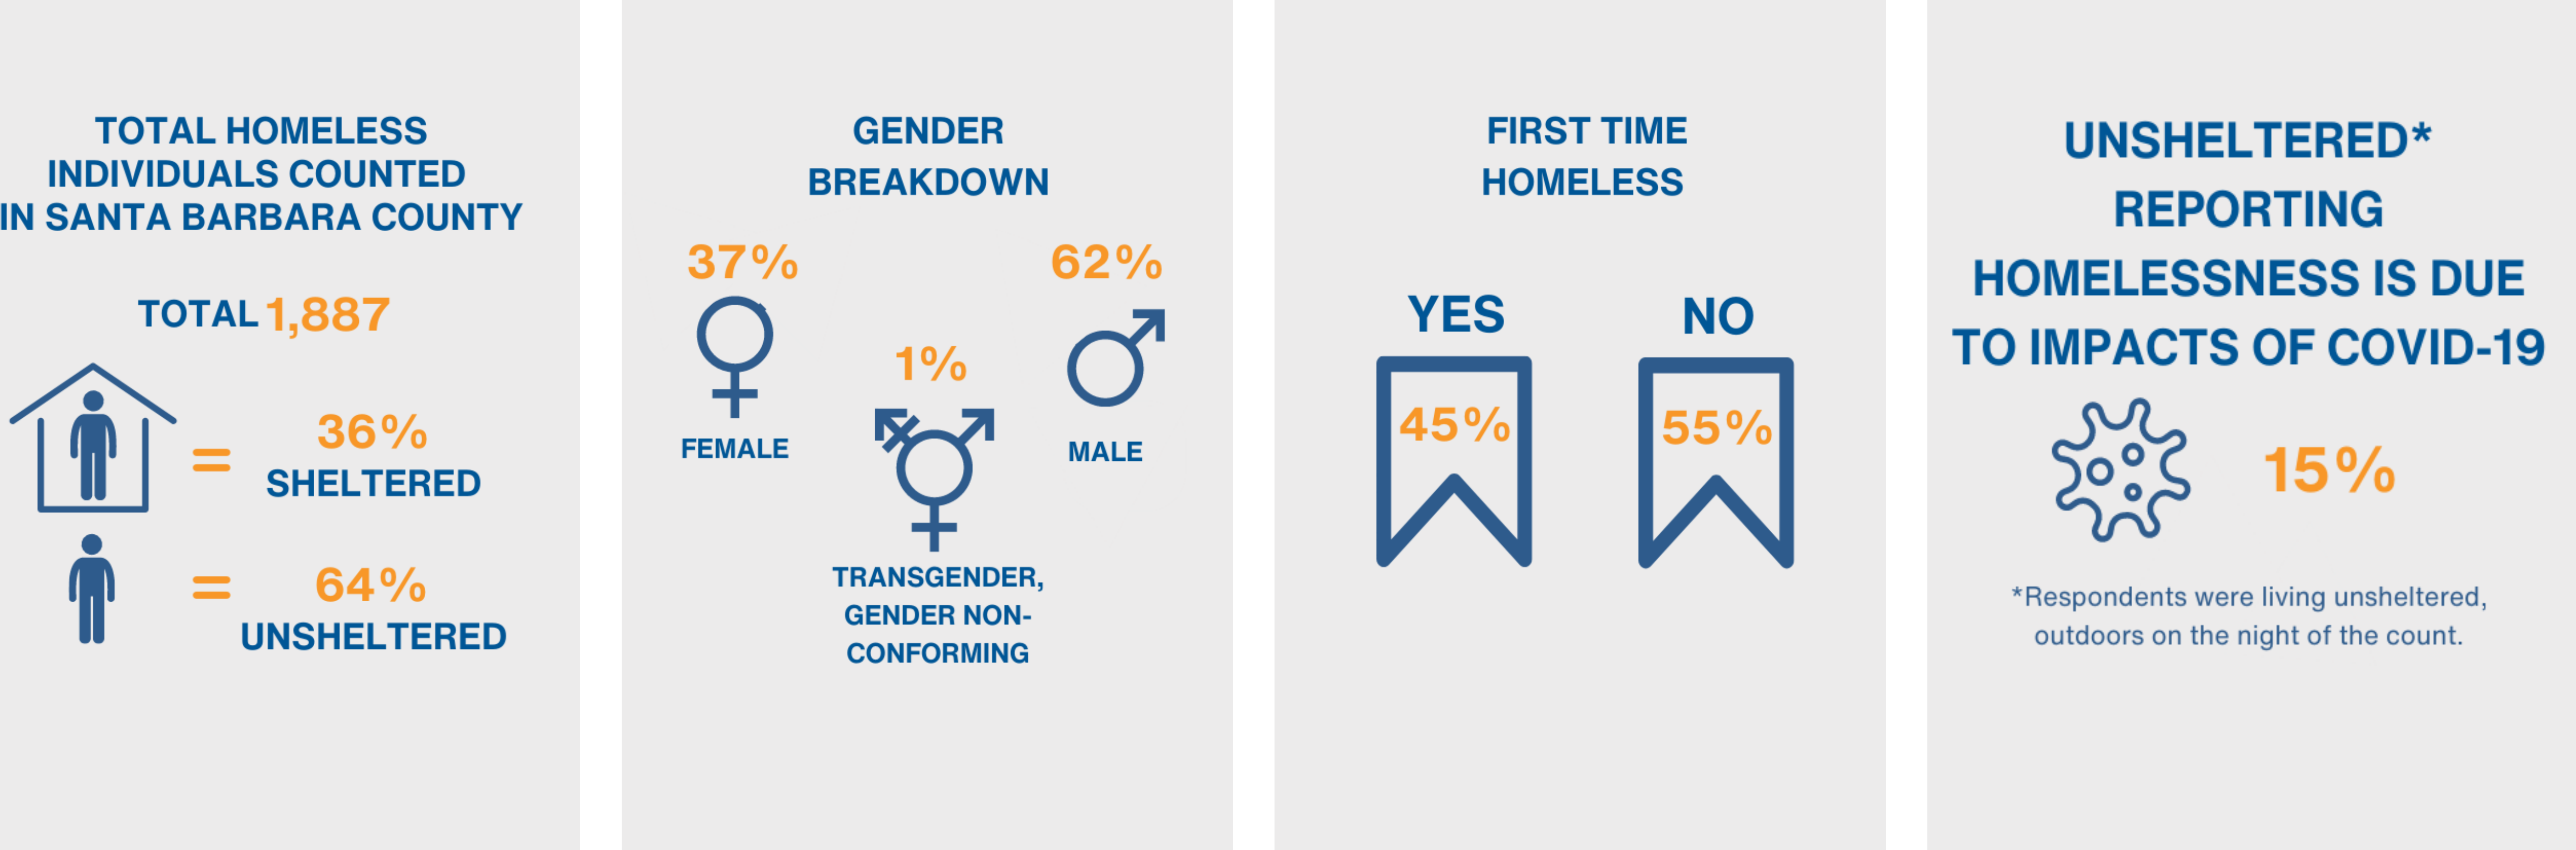 TOTAL HOMELESS
INDIVIDUALS COUNTED
IN SANTA BARBARA COUNTY
TOTAL 1,887
=
36%
SHELTERED
=
64%
UNSHELTERED
GENDER
BREAKDOWN
37%
FEMALE
1%
TRANSGENDER,
GENDER NON-
CONFORMING
62%
MALE
FIRST TIME
HOMELESS
YES
45%
NO
55%
UNSHELTERED*
REPORTING
HOMELESSNESS IS DUE
TO IMPACTS OF COVID-19
15%
*Respondents were living unsheltered,
outdoors on the night of the count.